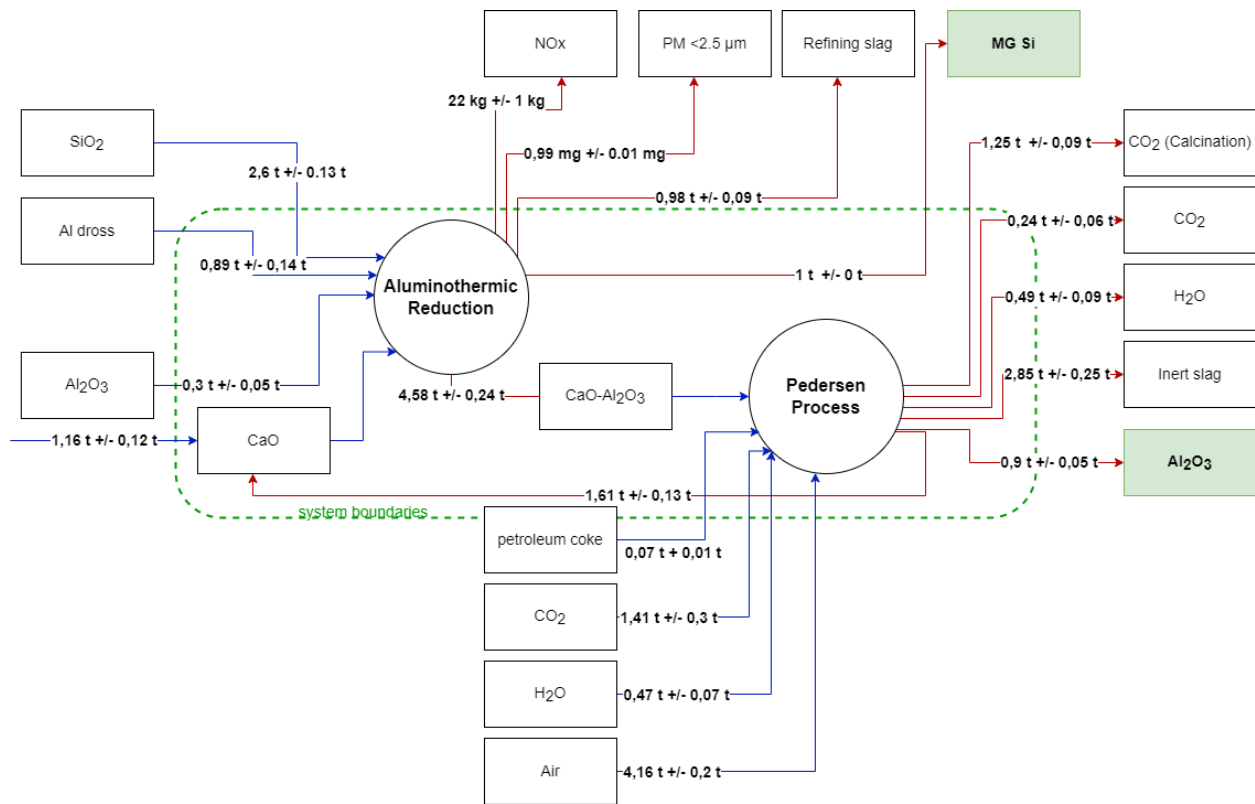 NOx
PM <2.5 µm
Refining slag
MG Si
22 kg +/- 1 kg
SiO2
CO2 (Calcination)
1,25 t  +/- 0,09 t
0,99 mg +/- 0.01 mg
2,6 t +/- 0.13 t
0,98 t +/- 0,09 t
Al dross
0,24 t +/- 0,06 t
CO2
0,89 t +/- 0,14 t
1 t  +/- 0 t
Aluminothermic
Reduction
0,49 t +/- 0,09 t
H2O
Al2O3
0,3 t +/- 0,05 t
4,58 t +/- 0,24 t
CaO-Al2O3
Pedersen
Process
2,85 t +/- 0,25 t
Inert slag
1,16 t +/- 0,12 t
CaO
0,9 t +/- 0,05 t
Al2O3
1,61 t +/- 0,13 t
system boundaries
petroleum coke
0,07 t + 0,01 t
CO2
1,41 t +/- 0,3 t
H2O
0,47 t +/- 0,07 t
Air
4,16 t +/- 0,2 t